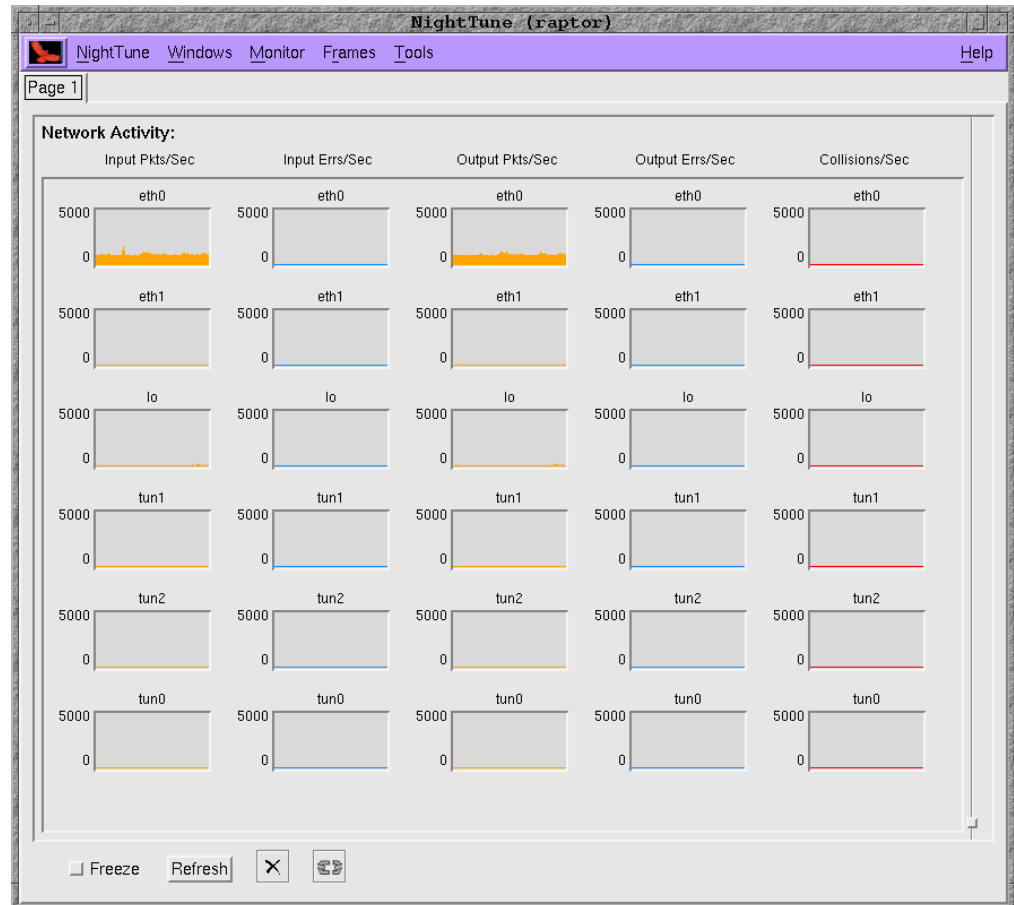 NightTune (raptor)
NightTune Windows Monitor Frames Tools Help
Page 1
Network Activity:
Input Pkts/Sec Input Errs/Sec Output Pkts/Sec Output Errs/Sec Collisions/Sec
eth0 eth0 eth0 eth0 eth0
5000 5000 5000 5000 5000
0 0 0 0 0
eth1 eth1 eth1 eth1 eth1
5000 5000 5000 5000 5000
0 0 0 0 0
lo lo lo lo lo
5000 5000 5000 5000 5000
0 0 0 0 0
tun1 tun1 tun1 tun1 tun1
5000 5000 5000 5000 5000
0 0 0 0 0
tun2 tun2 tun2 tun2 tun2
5000 5000 5000 5000 5000
0 0 0 0 0
tun0 tun0 tun0 tun0 tun0
5000 5000 5000 5000 5000
0 0 0 0 0
Freeze Refresh